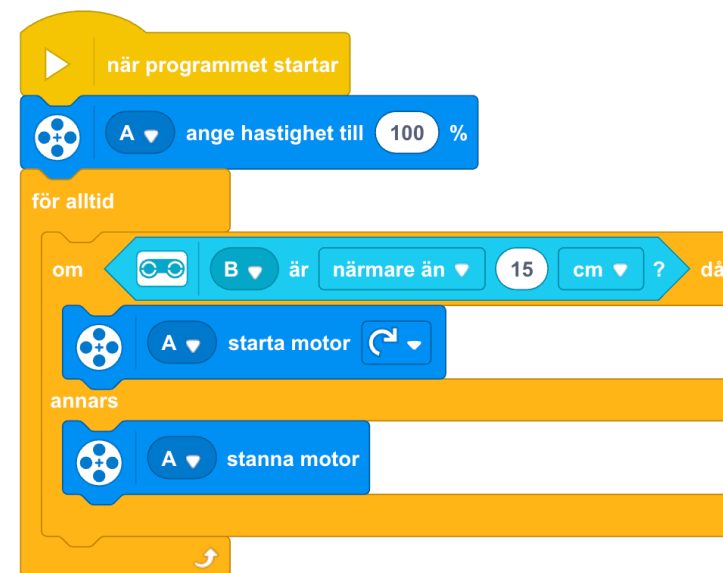 när programmet startar
A ange hastighet till 100 %
för alltid
om B är närmare än 15 cm ? då
A starta motor
annars
A stanna motor